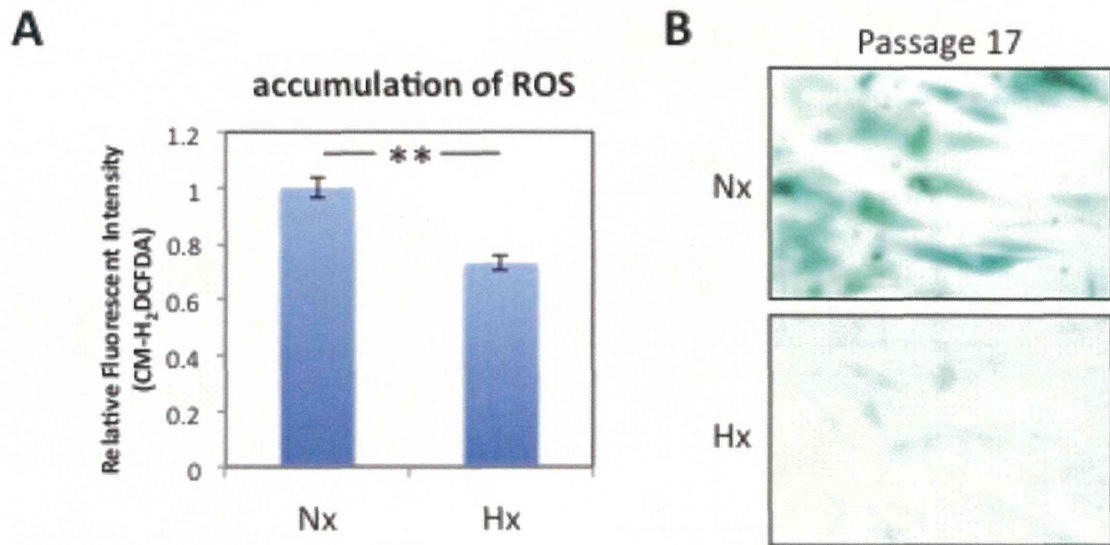 A
accumulation of ROS
Relative Fluorescent Intensity
(CM-H₂DCFDA)
1.2
1
0.8
0.6
0.4
0.2
0
**
Nx
Hx
B
Passage 17
Nx
Hx